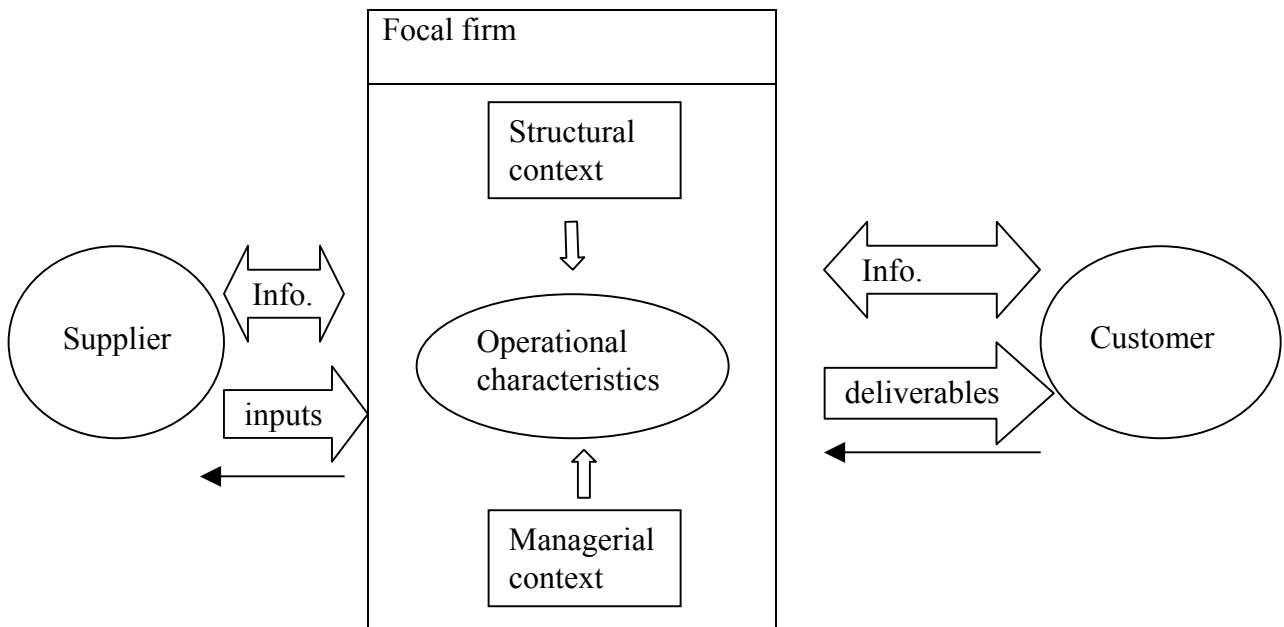 Focal firm
Structural
context
Info.
Info.
Supplier
Operational
characteristics
Customer
inputs
deliverables
Managerial
context